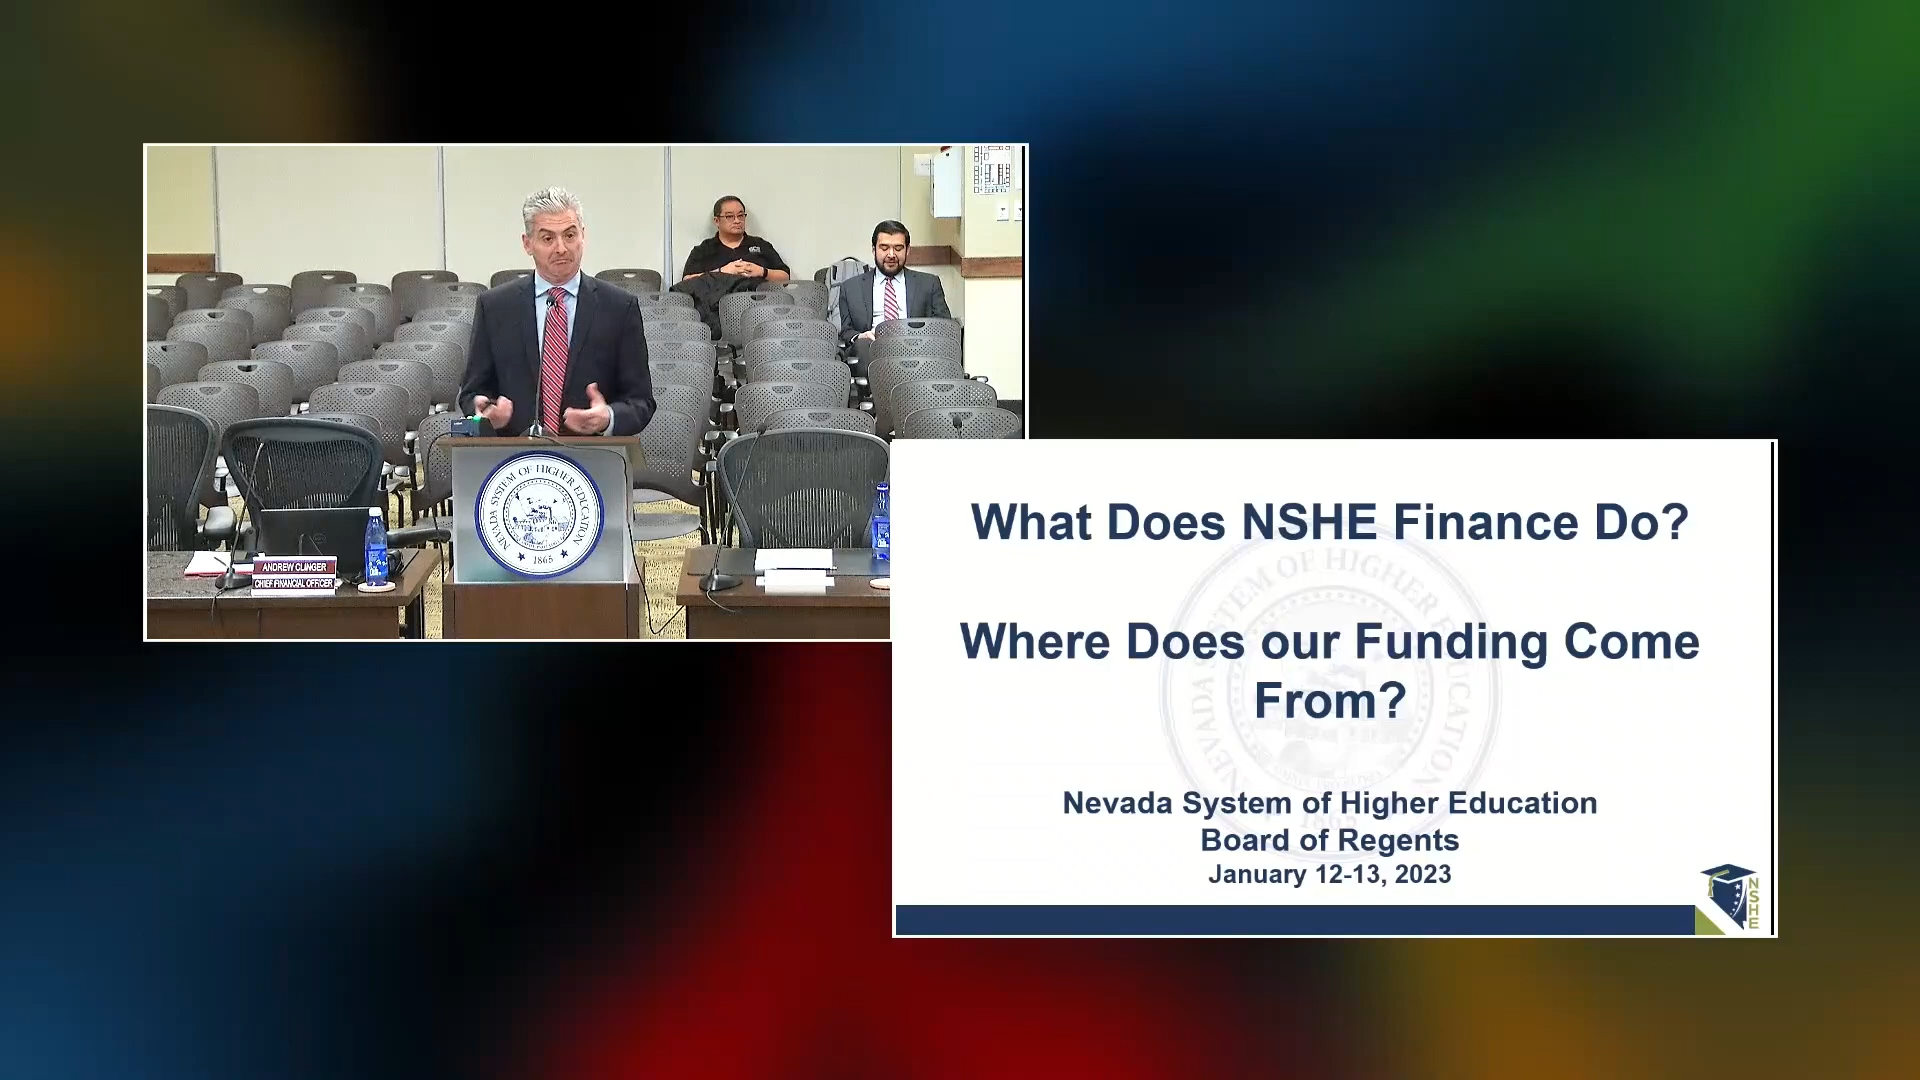 NEVADA SYSTEM OF HIGHER EDUCATION
1865
ANDREW CLINGER
CHIEF FINANCIAL OFFICER
What Does NSHE Finance Do?
Where Does our Funding Come
From?
Nevada System of Higher Education
Board of Regents
January 12-13, 2023
NSHE